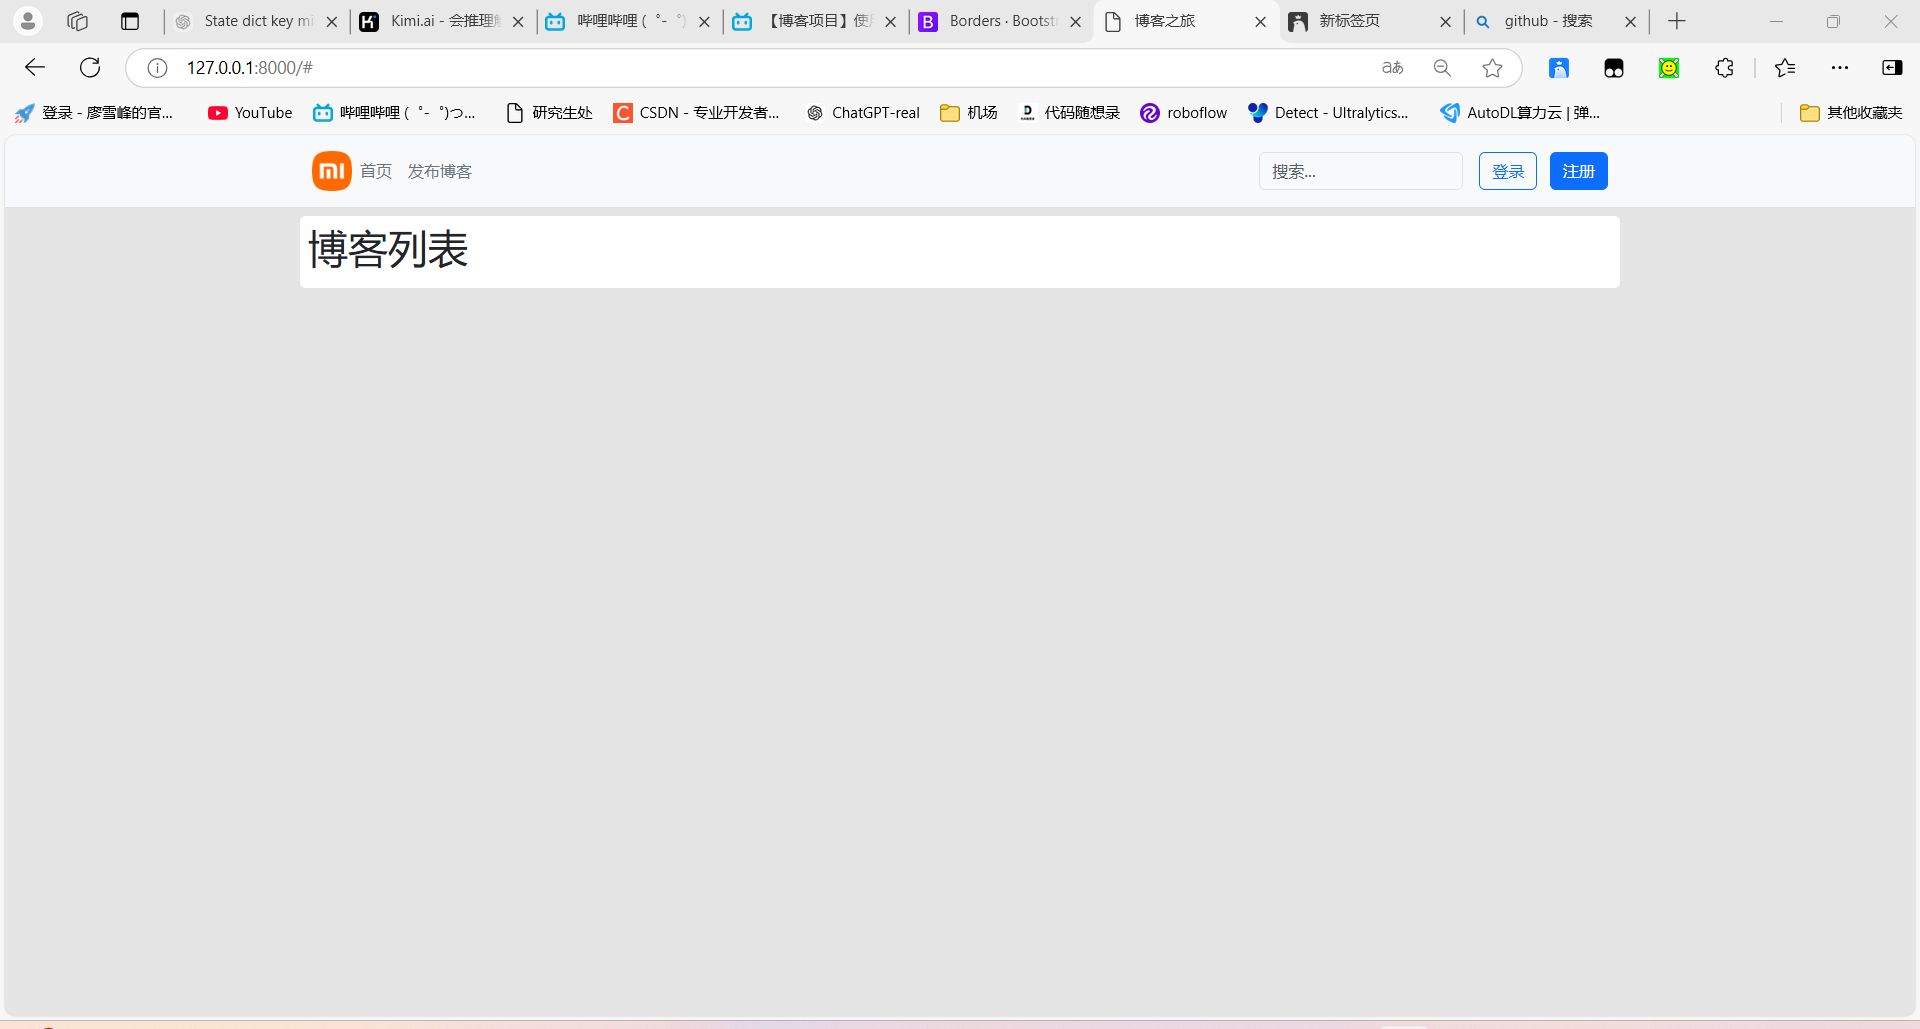 State dict key mi
Kimi.ai - 会推理
哔哩哔哩 ( ゜- ゜)
【博客项目】使
Borders · Bootst
博客之旅
新标签页
github - 搜索
127.0.0.1:8000/#
aあ
登录 - 廖雪峰的官...
YouTube
哔哩哔哩 ( ゜- ゜)つ...
研究生处
CSDN - 专业开发者...
ChatGPT-real
机场
代码随想录
roboflow
Detect - Ultralytics...
AutoDL算力云 | 弹...
其他收藏夹
mi
首页
发布博客
搜索...
登录
注册
博客列表